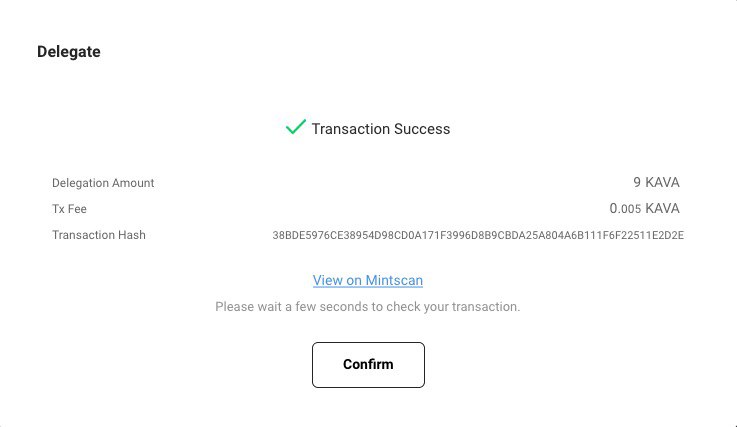 Delegate
Transaction Success
Delegation Amount 9 KAVA
Tx Fee 0.005 KAVA
Transaction Hash 38BDE5976CE38954D98CD0A171F3996D8B9CBDA25A804A6B111F6F22511E2D2E
View on Mintscan
Please wait a few seconds to check your transaction.
Confirm